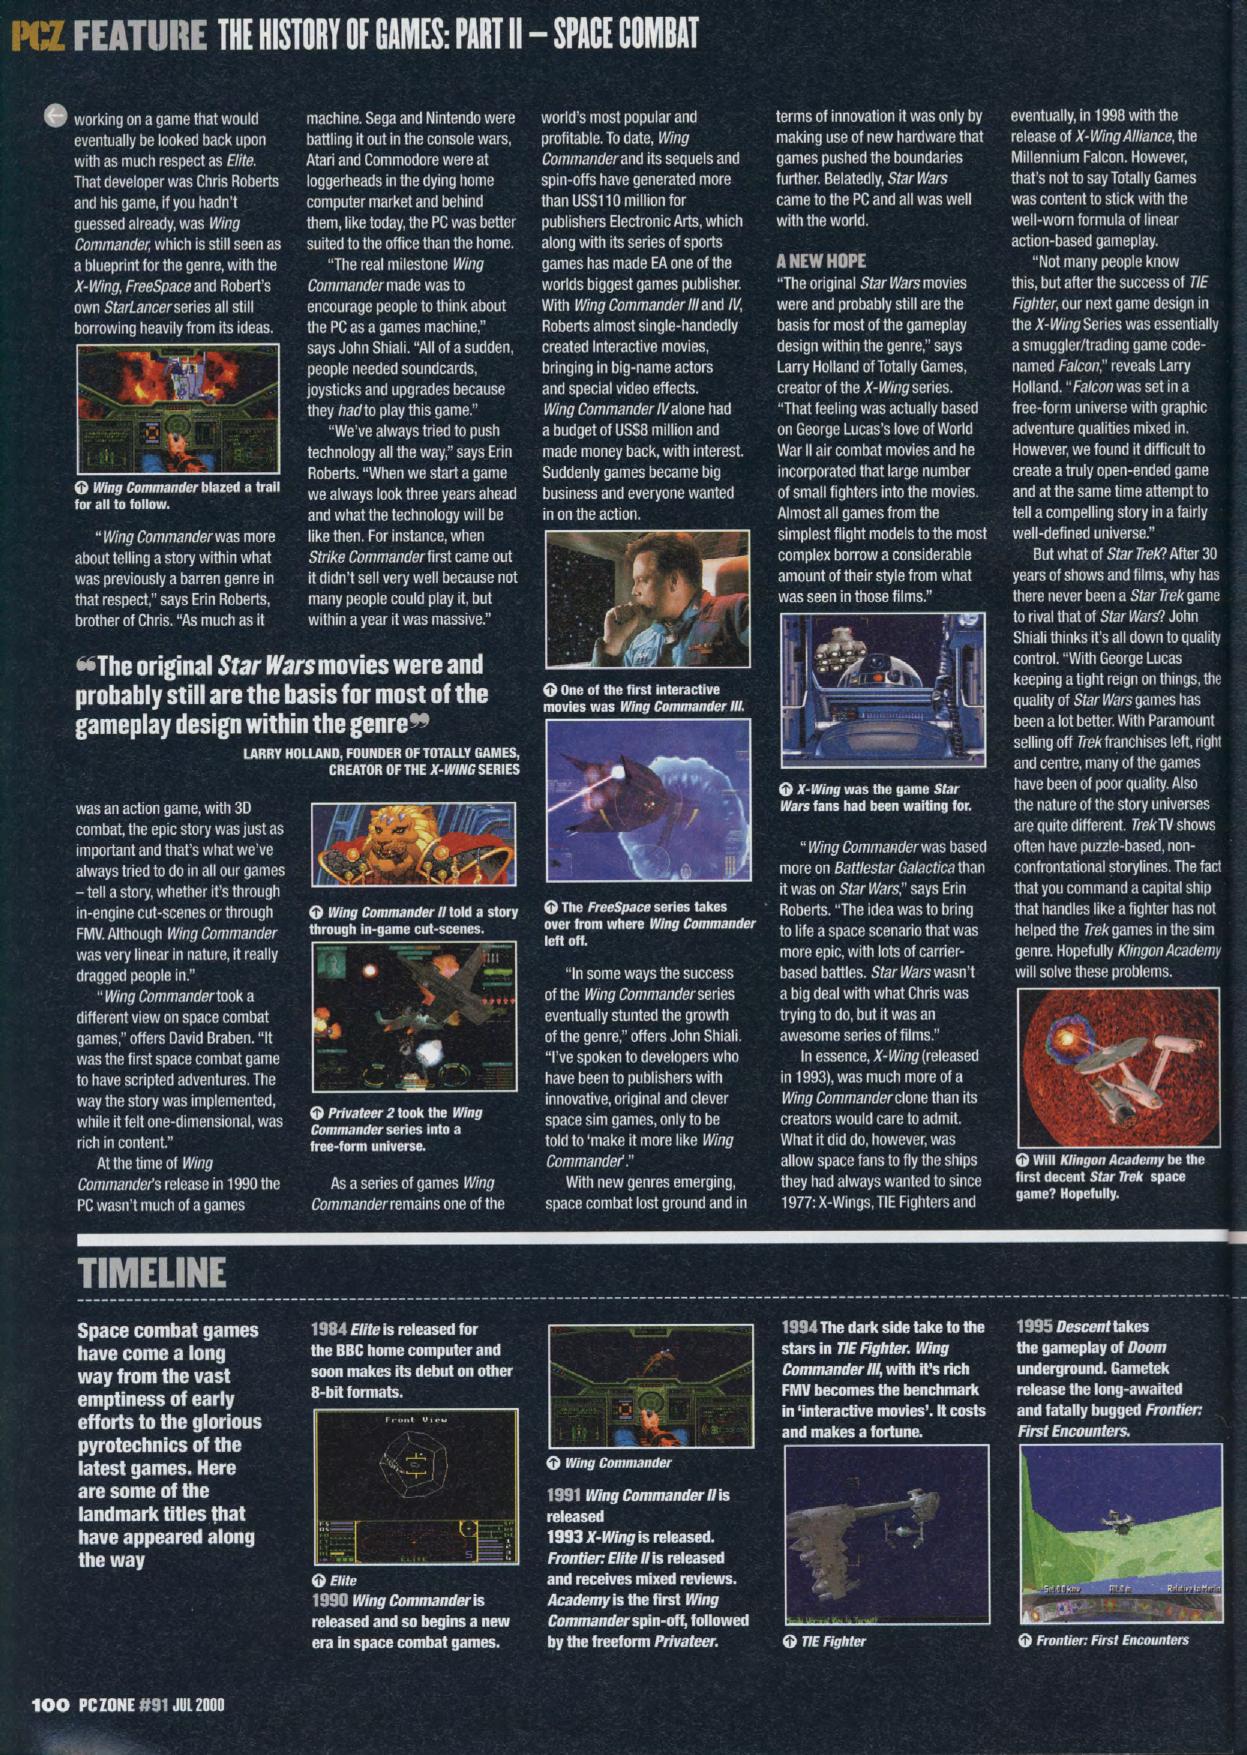 PCZ FEATURE THE HISTORY OF GAMES: PART II – SPACE COMBAT
working on a game that would
eventually be looked back upon
with as much respect as Elite.
That developer was Chris Roberts
and his game, if you hadn't
guessed already, was Wing
Commander, which is still seen as
a blueprint for the genre, with the
X-Wing, FreeSpace and Robert's
own StarLancer series all still
borrowing heavily from its ideas.
Wing Commander blazed a trail
for all to follow.
"Wing Commander was more
about telling a story within what
was previously a barren genre in
that respect," says Erin Roberts,
brother of Chris. "As much as it
"The original Star Wars movies were and
probably still are the basis for most of the
gameplay design within the genre"
LARRY HOLLAND, FOUNDER OF TOTALLY GAMES,
CREATOR OF THE X-WING SERIES
was an action game, with 3D
combat, the epic story was just as
important and that's what we've
always tried to do in all our games
– tell a story, whether it's through
in-engine cut-scenes or through
FMV. Although Wing Commander
was very linear in nature, it really
dragged people in."
"Wing Commander took a
different view on space combat
games," offers David Braben. "It
was the first space combat game
to have scripted adventures. The
way the story was implemented,
while it felt one-dimensional, was
rich in content."
At the time of Wing
Commander's release in 1990 the
PC wasn't much of a games
machine. Sega and Nintendo were
battling it out in the console wars,
Atari and Commodore were at
loggerheads in the dying home
computer market and behind
them, like today, the PC was better
suited to the office than the home.
"The real milestone Wing
Commander made was to
encourage people to think about
the PC as a games machine,"
says John Shiali. "All of a sudden,
people needed soundcards,
joysticks and upgrades because
they had to play this game."
"We've always tried to push
technology all the way," says Erin
Roberts. "When we start a game
we always look three years ahead
and what the technology will be
like then. For instance, when
Strike Commander first came out
it didn't sell very well because not
many people could play it, but
within a year it was massive."
Wing Commander II told a story
through in-game cut-scenes.
Privateer 2 took the Wing
Commander series into a
free-form universe.
As a series of games Wing
Commander remains one of the
world's most popular and
profitable. To date, Wing
Commander and its sequels and
spin-offs have generated more
than US$110 million for
publishers Electronic Arts, which
along with its series of sports
games has made EA one of the
worlds biggest games publisher.
With Wing Commander III and IV,
Roberts almost single-handedly
created Interactive movies,
bringing in big-name actors
and special video effects.
Wing Commander IV alone had
a budget of US$8 million and
made money back, with interest.
Suddenly games became big
business and everyone wanted
in on the action.
One of the first interactive
movies was Wing Commander III.
The FreeSpace series takes
over from where Wing Commander
left off.
"In some ways the success
of the Wing Commander series
eventually stunted the growth
of the genre," offers John Shiali.
"I've spoken to developers who
have been to publishers with
innovative, original and clever
space sim games, only to be
told to 'make it more like Wing
Commander'."
With new genres emerging,
space combat lost ground and in
terms of innovation it was only by
making use of new hardware that
games pushed the boundaries
further. Belatedly, Star Wars
came to the PC and all was well
with the world.
A NEW HOPE
"The original Star Wars movies
were and probably still are the
basis for most of the gameplay
design within the genre," says
Larry Holland of Totally Games,
creator of the X-Wing series.
"That feeling was actually based
on George Lucas's love of World
War II air combat movies and he
incorporated that large number
of small fighters into the movies.
Almost all games from the
simplest flight models to the most
complex borrow a considerable
amount of their style from what
was seen in those films."
X-Wing was the game Star
Wars fans had been waiting for.
"Wing Commander was based
more on Battlestar Galactica than
it was on Star Wars," says Erin
Roberts. "The idea was to bring
to life a space scenario that was
more epic, with lots of carrier-
based battles. Star Wars wasn't
a big deal with what Chris was
trying to do, but it was an
awesome series of films."
In essence, X-Wing (released
in 1993), was much more of a
Wing Commander clone than its
creators would care to admit.
What it did do, however, was
allow space fans to fly the ships
they had always wanted to since
1977: X-Wings, TIE Fighters and
eventually, in 1998 with the
release of X-Wing Alliance, the
Millennium Falcon. However,
that's not to say Totally Games
was content to stick with the
well-worn formula of linear
action-based gameplay.
"Not many people know
this, but after the success of TIE
Fighter, our next game design in
the X-Wing Series was essentially
a smuggler/trading game code-
named Falcon," reveals Larry
Holland. "Falcon was set in a
free-form universe with graphic
adventure qualities mixed in.
However, we found it difficult to
create a truly open-ended game
and at the same time attempt to
tell a compelling story in a fairly
well-defined universe."
But what of Star Trek? After 30
years of shows and films, why has
there never been a Star Trek game
to rival that of Star Wars? John
Shiali thinks it's all down to quality
control. "With George Lucas
keeping a tight reign on things, the
quality of Star Wars games has
been a lot better. With Paramount
selling off Trek franchises left, right
and centre, many of the games
have been of poor quality. Also
the nature of the story universes
are quite different. Trek TV shows
often have puzzle-based, non-
confrontational storylines. The fact
that you command a capital ship
that handles like a fighter has not
helped the Trek games in the sim
genre. Hopefully Klingon Academy
will solve these problems.
Will Klingon Academy be the
first decent Star Trek space
game? Hopefully.
TIMELINE
Space combat games
have come a long
way from the vast
emptiness of early
efforts to the glorious
pyrotechnics of the
latest games. Here
are some of the
landmark titles that
have appeared along
the way
1984 Elite is released for
the BBC home computer and
soon makes its debut on other
8-bit formats.
Front View
ELITE
Elite
1990 Wing Commander is
released and so begins a new
era in space combat games.
Wing Commander
1991 Wing Commander II is
released
1993 X-Wing is released.
Frontier: Elite II is released
and receives mixed reviews.
Academy is the first Wing
Commander spin-off, followed
by the freeform Privateer.
1994 The dark side take to the
stars in TIE Fighter. Wing
Commander III, with it's rich
FMV becomes the benchmark
in 'interactive movies'. It costs
and makes a fortune.
TIE Fighter
1995 Descent takes
the gameplay of Doom
underground. Gametek
release the long-awaited
and fatally bugged Frontier:
First Encounters.
Relative to Merlin
Frontier: First Encounters
100 PC ZONE #91 JUL 2000